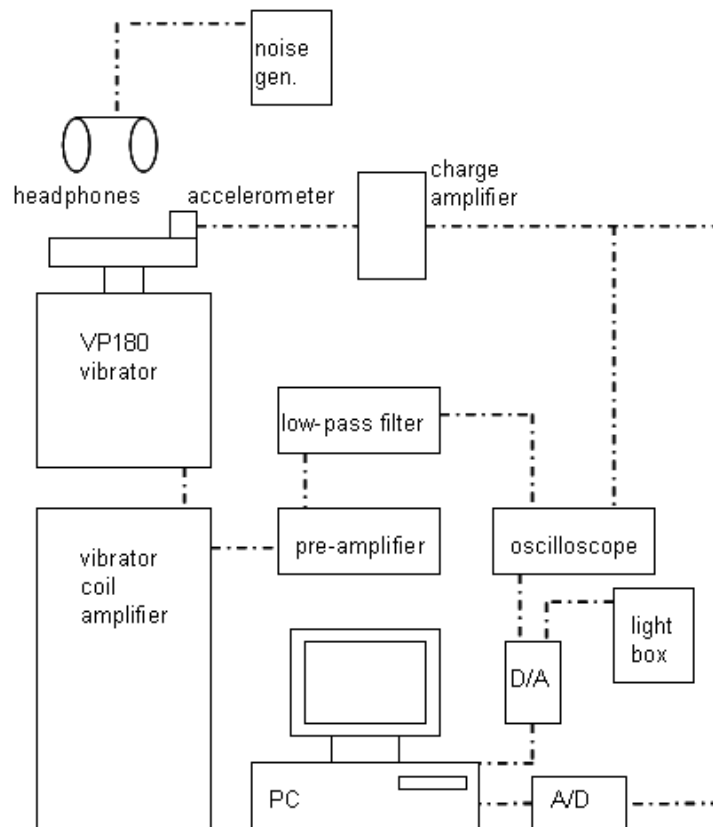 noise
gen.
headphones
accelerometer
charge
amplifier
VP180
vibrator
low-pass filter
vibrator
coil
amplifier
pre-amplifier
oscilloscope
light
box
D/A
PC
A/D